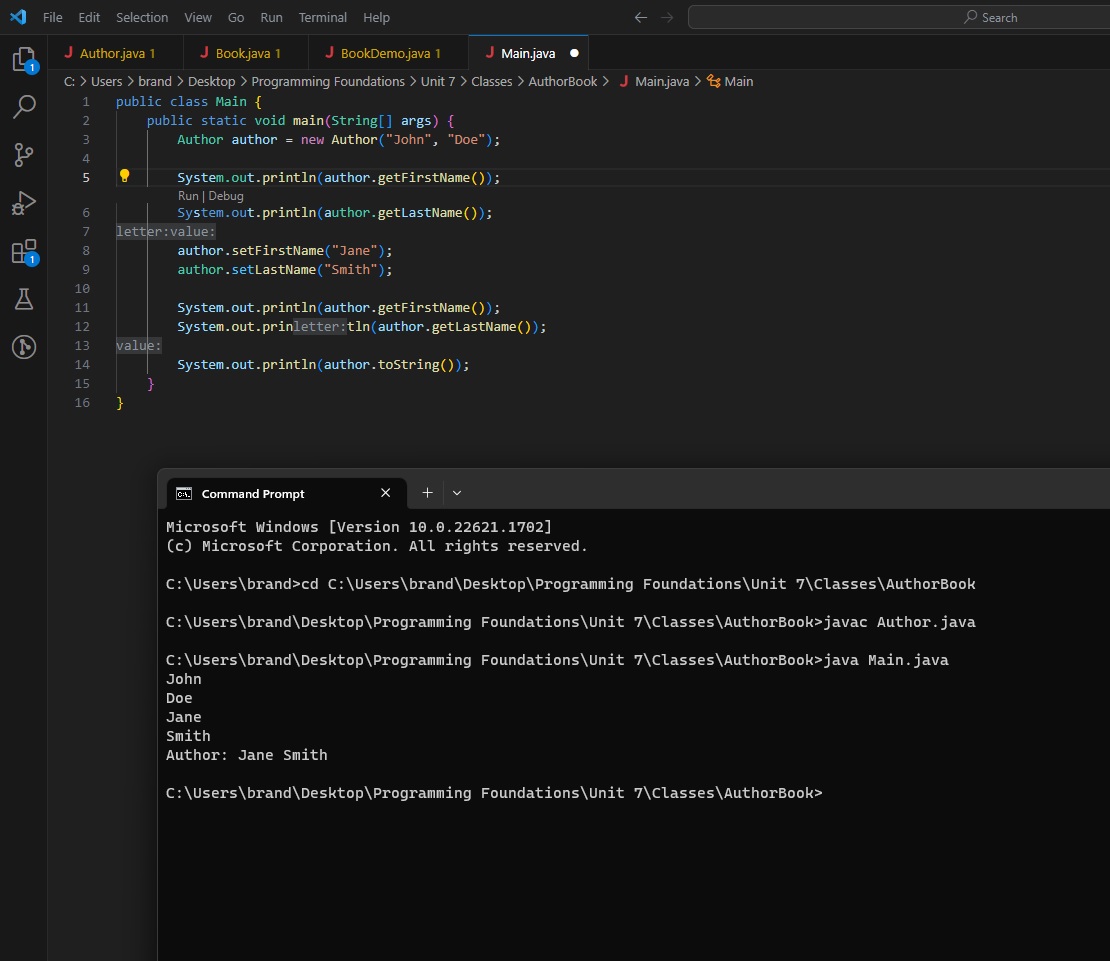 File Edit Selection View Go Run Terminal Help Search
Author.java 1 Book.java 1 BookDemo.java 1 Main.java
C: > Users > brand > Desktop > Programming Foundations > Unit 7 > Classes > AuthorBook > Main.java > Main
1 public class Main {
2 public static void main(String[] args) {
3 Author author = new Author("John", "Doe");
4
5 System.out.println(author.getFirstName());
Run | Debug
6 System.out.println(author.getLastName());
7 letter:value:
8 author.setFirstName("Jane");
9 author.setLastName("Smith");
10
11 System.out.println(author.getFirstName());
12 System.out.prinletter:tln(author.getLastName());
13 value:
14 System.out.println(author.toString());
15 }
16 }
1
1
Command Prompt
Microsoft Windows [Version 10.0.22621.1702]
(c) Microsoft Corporation. All rights reserved.
C:\Users\brand>cd C:\Users\brand\Desktop\Programming Foundations\Unit 7\Classes\AuthorBook
C:\Users\brand\Desktop\Programming Foundations\Unit 7\Classes\AuthorBook>javac Author.java
C:\Users\brand\Desktop\Programming Foundations\Unit 7\Classes\AuthorBook>java Main.java
John
Doe
Jane
Smith
Author: Jane Smith
C:\Users\brand\Desktop\Programming Foundations\Unit 7\Classes\AuthorBook>